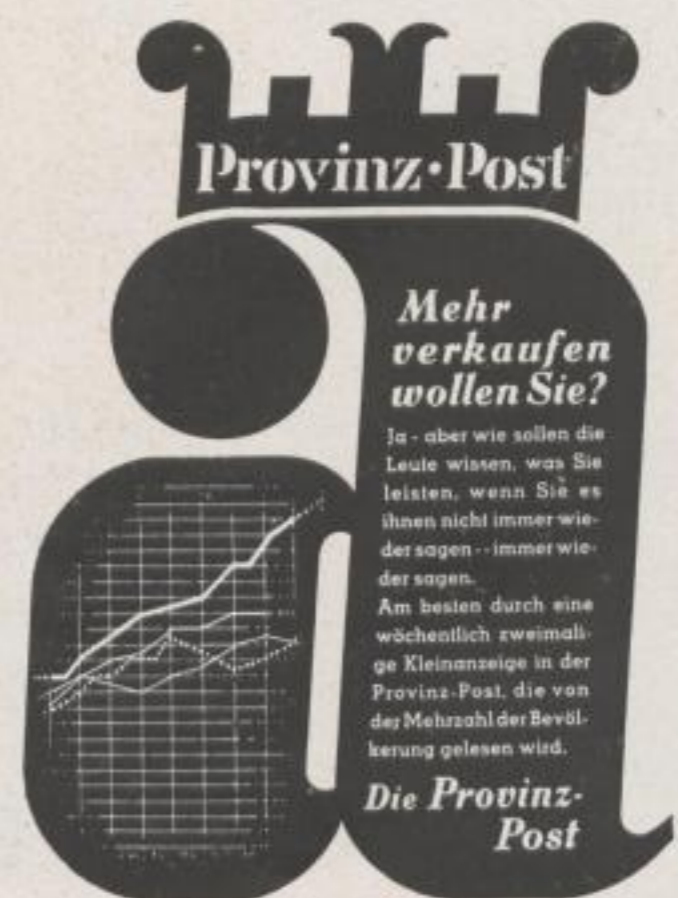 Provinz·Post
Mehr
verkaufen
wollen Sie?
Ja - aber wie sollen die
Leute wissen, was Sie
leisten, wenn Sie es
ihnen nicht immer wie-
der sagen - - immer wie-
der sagen.
Am besten durch eine
wöchentlich zweimali-
ge Kleinanzeige in der
Provinz-Post, die von
der Mehrzahl der Bevöl-
kerung gelesen wird.
Die Provinz-
Post